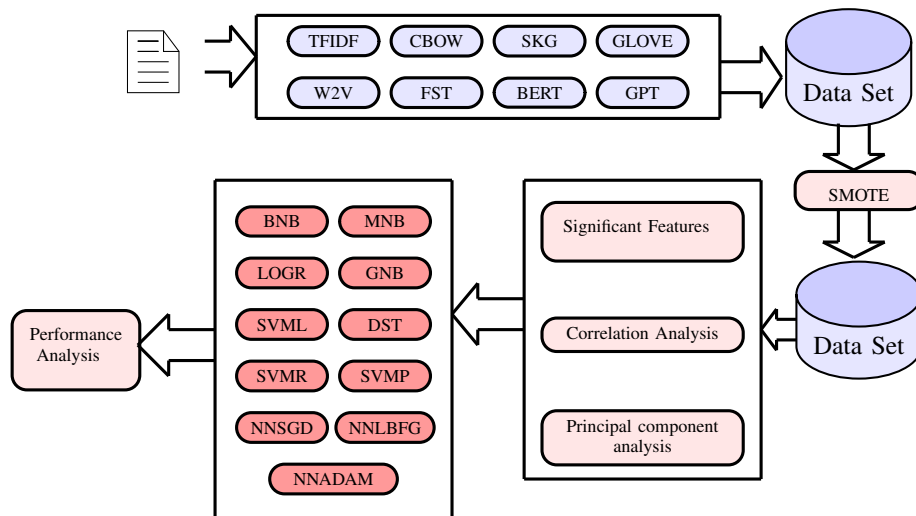 TFIDF
CBOW
SKG
GLOVE
W2V
FST
BERT
GPT
Data Set
SMOTE
Data Set
Significant Features
Correlation Analysis
Principal component
analysis
BNB
MNB
LOGR
GNB
SVML
DST
SVMR
SVMP
NNSGD
NNLBFG
NNADAM
Performance
Analysis